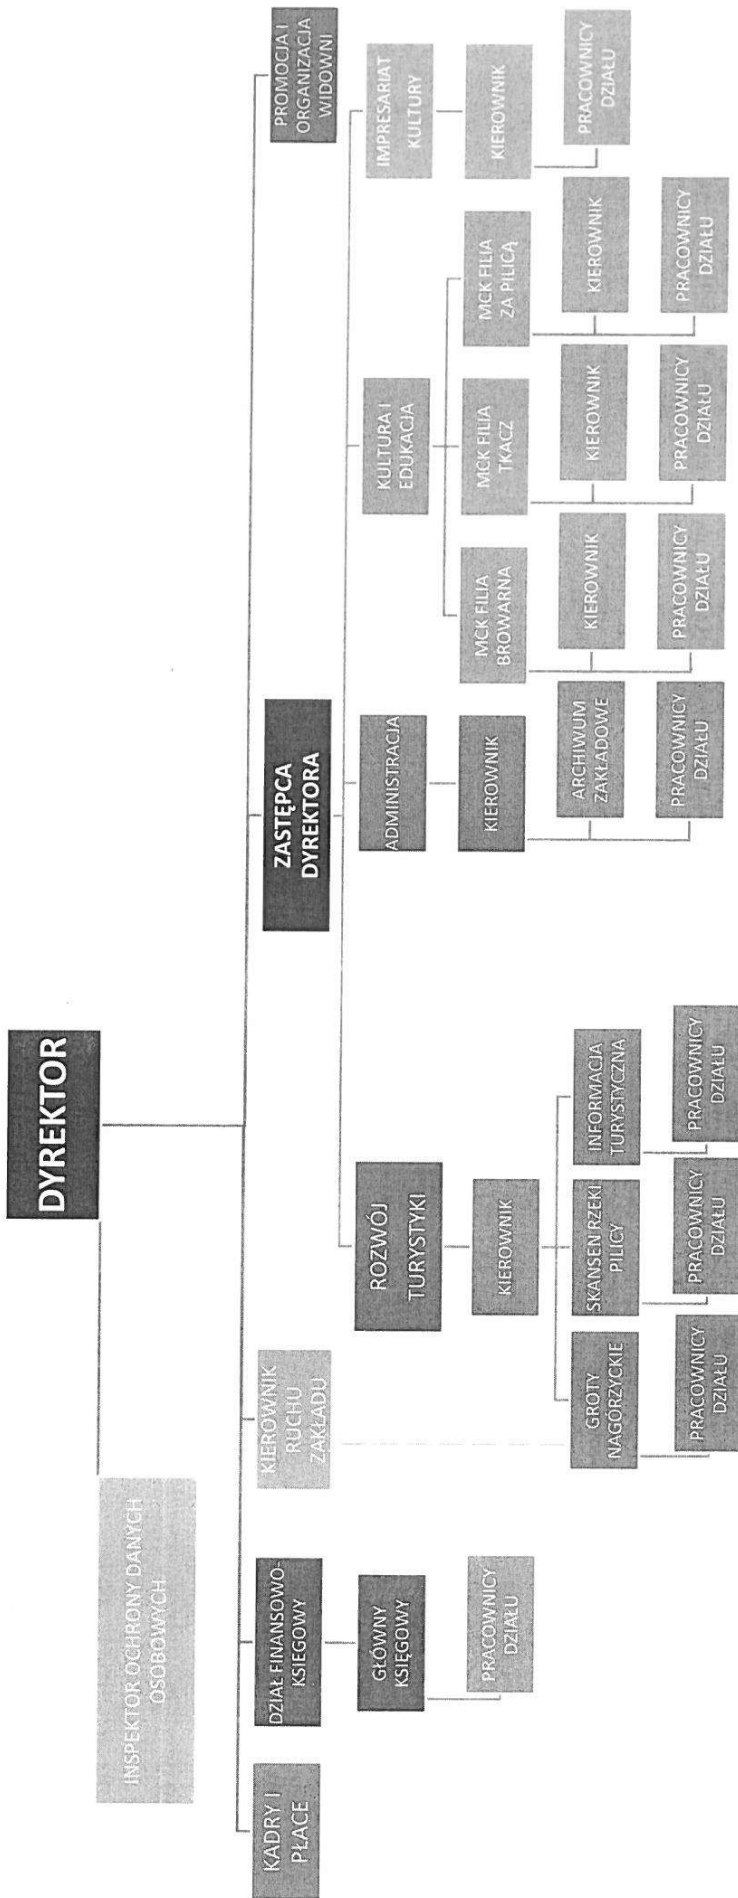 DYREKTOR
INSPEKTOR OCHRONY DANYCH
OSOBOWYCH
KADRY I
PŁACE
DZIAŁ FINANSOWO-
KSIEGOWY
KIEROWNIK
RUCHU
ZAKŁADU
ZASTĘPCA
DYREKTORA
PROMOCJA I
ORGANIZACJA
WIDOWNI
GŁÓWNY
KSIĘGOWY
PRACOWNICY
DZIAŁU
ROZWÓJ
TURYSTYKI
KIEROWNIK
GROTY
NAGÓRZYCKIE
PRACOWNICY
DZIAŁU
SKANSEN RZEKI
PILICY
PRACOWNICY
DZIAŁU
INFORMACJA
TURYSTYCZNA
PRACOWNICY
DZIAŁU
ADMINISTRACJA
KIEROWNIK
ARCHIWUM
ZAKŁADOWE
PRACOWNICY
DZIAŁU
KULTURA I
EDUKACJA
MCK FILIA
BROWARNA
KIEROWNIK
PRACOWNICY
DZIAŁU
MCK FILIA
TKACZ
KIEROWNIK
PRACOWNICY
DZIAŁU
MCK FILIA
ZA PILICĄ
KIEROWNIK
PRACOWNICY
DZIAŁU
IMPRESARIAT
KULTURY
KIEROWNIK
PRACOWNICY
DZIAŁU